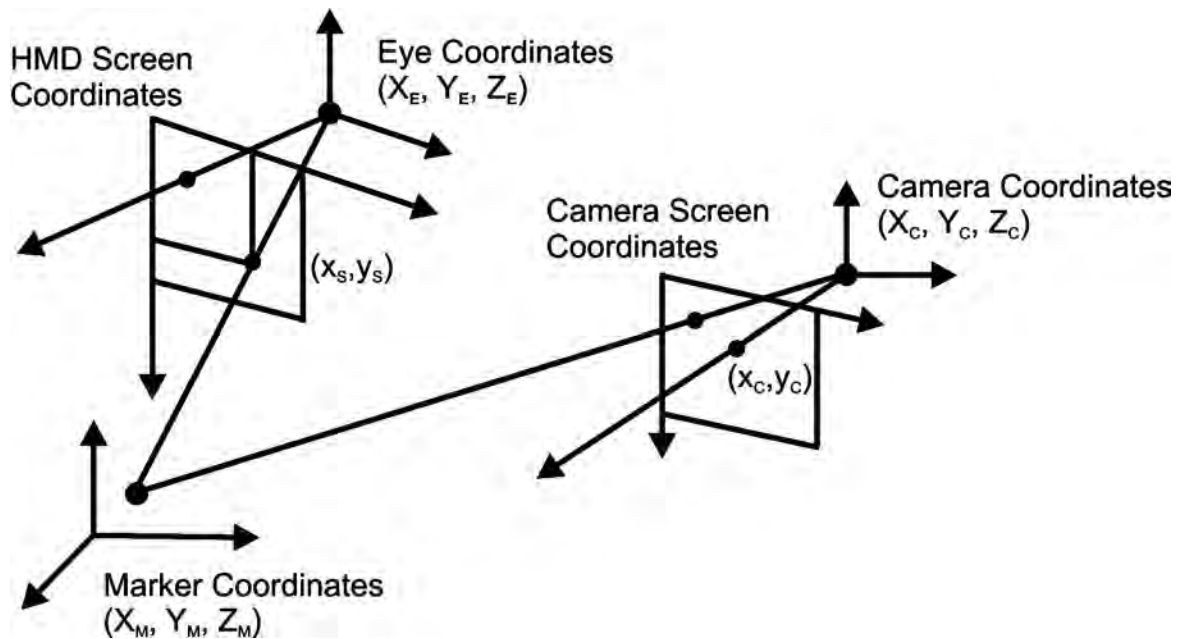 HMD Screen
Coordinates
Eye Coordinates
(X_E, Y_E, Z_E)
(x_S,y_S)
Camera Screen
Coordinates
Camera Coordinates
(X_C, Y_C, Z_C)
(x_C,y_C)
Marker Coordinates
(X_M, Y_M, Z_M)